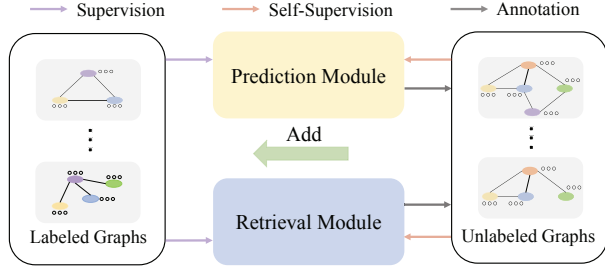 Supervision
Self-Supervision
Annotation
Prediction Module
Add
Retrieval Module
Labeled Graphs
Unlabeled Graphs